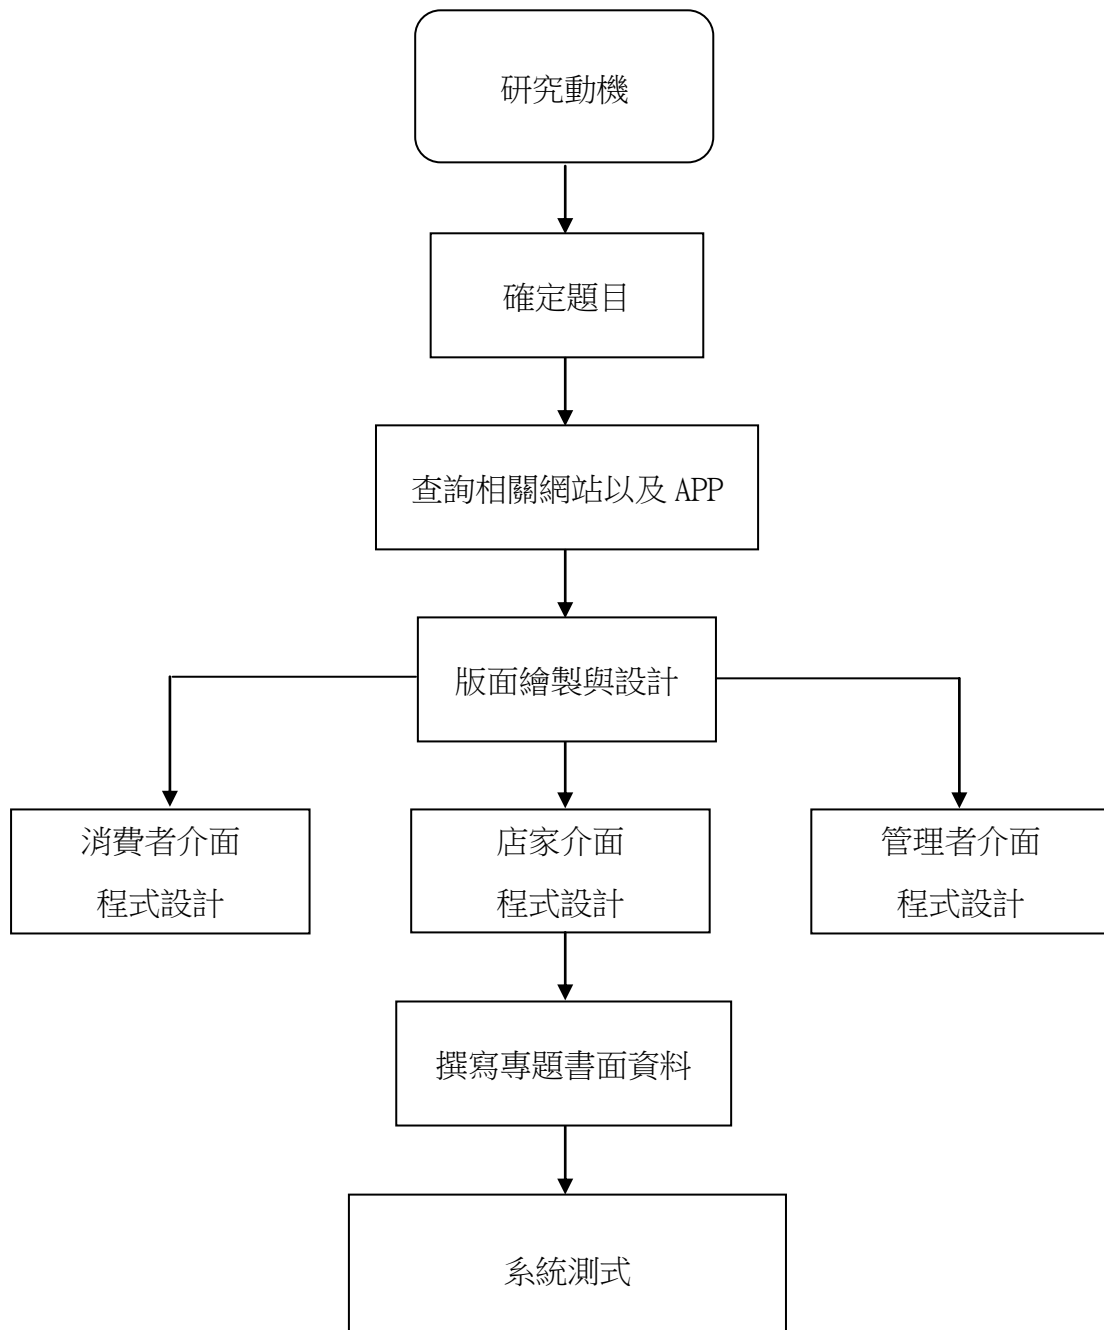 研究動機
確定題目
查詢相關網站以及 APP
版面繪製與設計
消費者介面
程式設計
店家介面
程式設計
管理者介面
程式設計
撰寫專題書面資料
系統測式